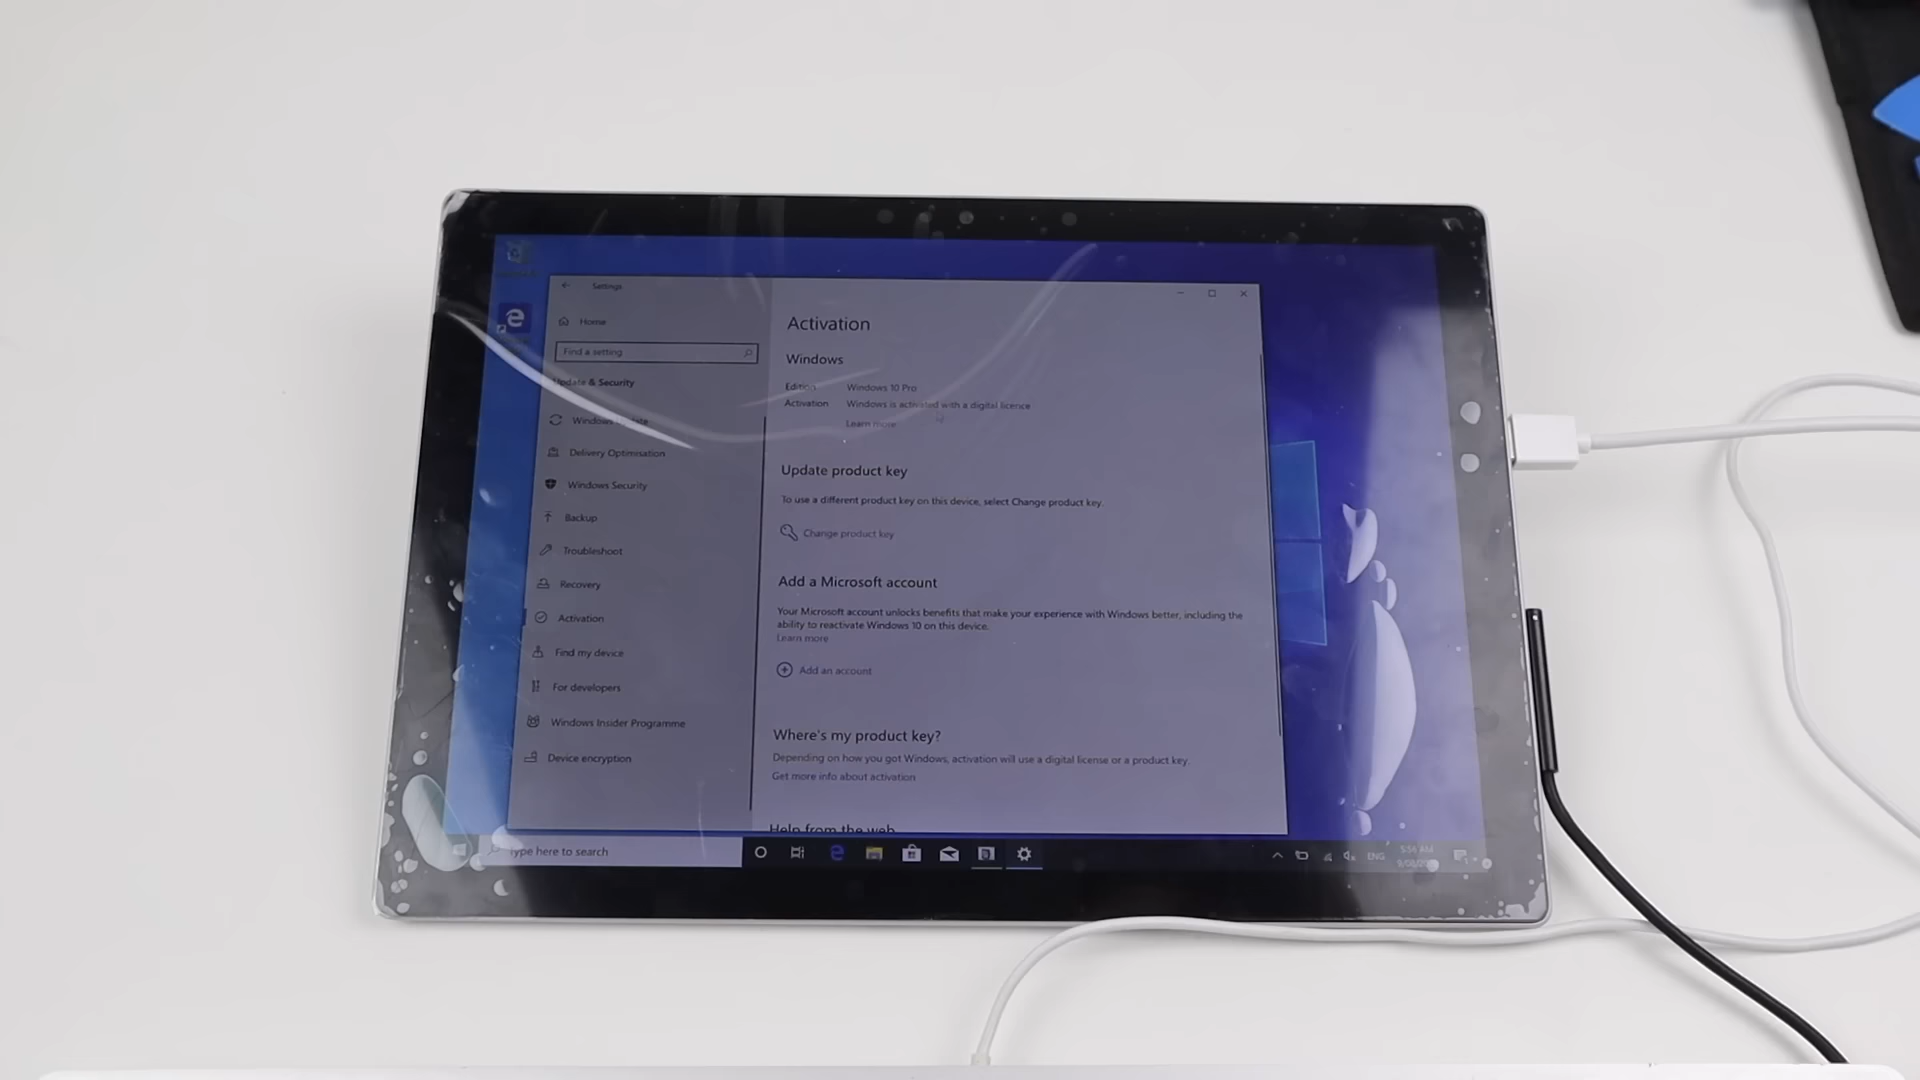 Settings
Home
Find a setting
Update & Security
Windows Update
Delivery Optimisation
Windows Security
Backup
Troubleshoot
Recovery
Activation
Find my device
For developers
Windows Insider Programme
Device encryption
Activation
Windows
Edition Windows 10 Pro
Activation Windows is activated with a digital licence
Learn more
Update product key
To use a different product key on this device, select Change product key.
Change product key
Add a Microsoft account
Your Microsoft account unlocks benefits that make your experience with Windows better, including the
ability to reactivate Windows 10 on this device.
Learn more
Add an account
Where's my product key?
Depending on how you got Windows, activation will use a digital license or a product key.
Get more info about activation
Help from the web
Type here to search
ENG
5:56 AM